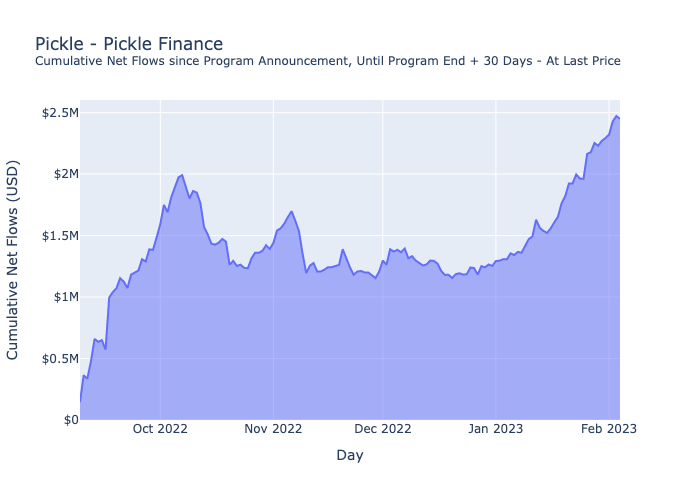 Pickle - Pickle Finance
Cumulative Net Flows since Program Announcement, Until Program End + 30 Days - At Last Price
Cumulative Net Flows (USD)
$2.5M
$2M
$1.5M
$1M
$0.5M
$0
Oct 2022
Nov 2022
Dec 2022
Jan 2023
Feb 2023
Day